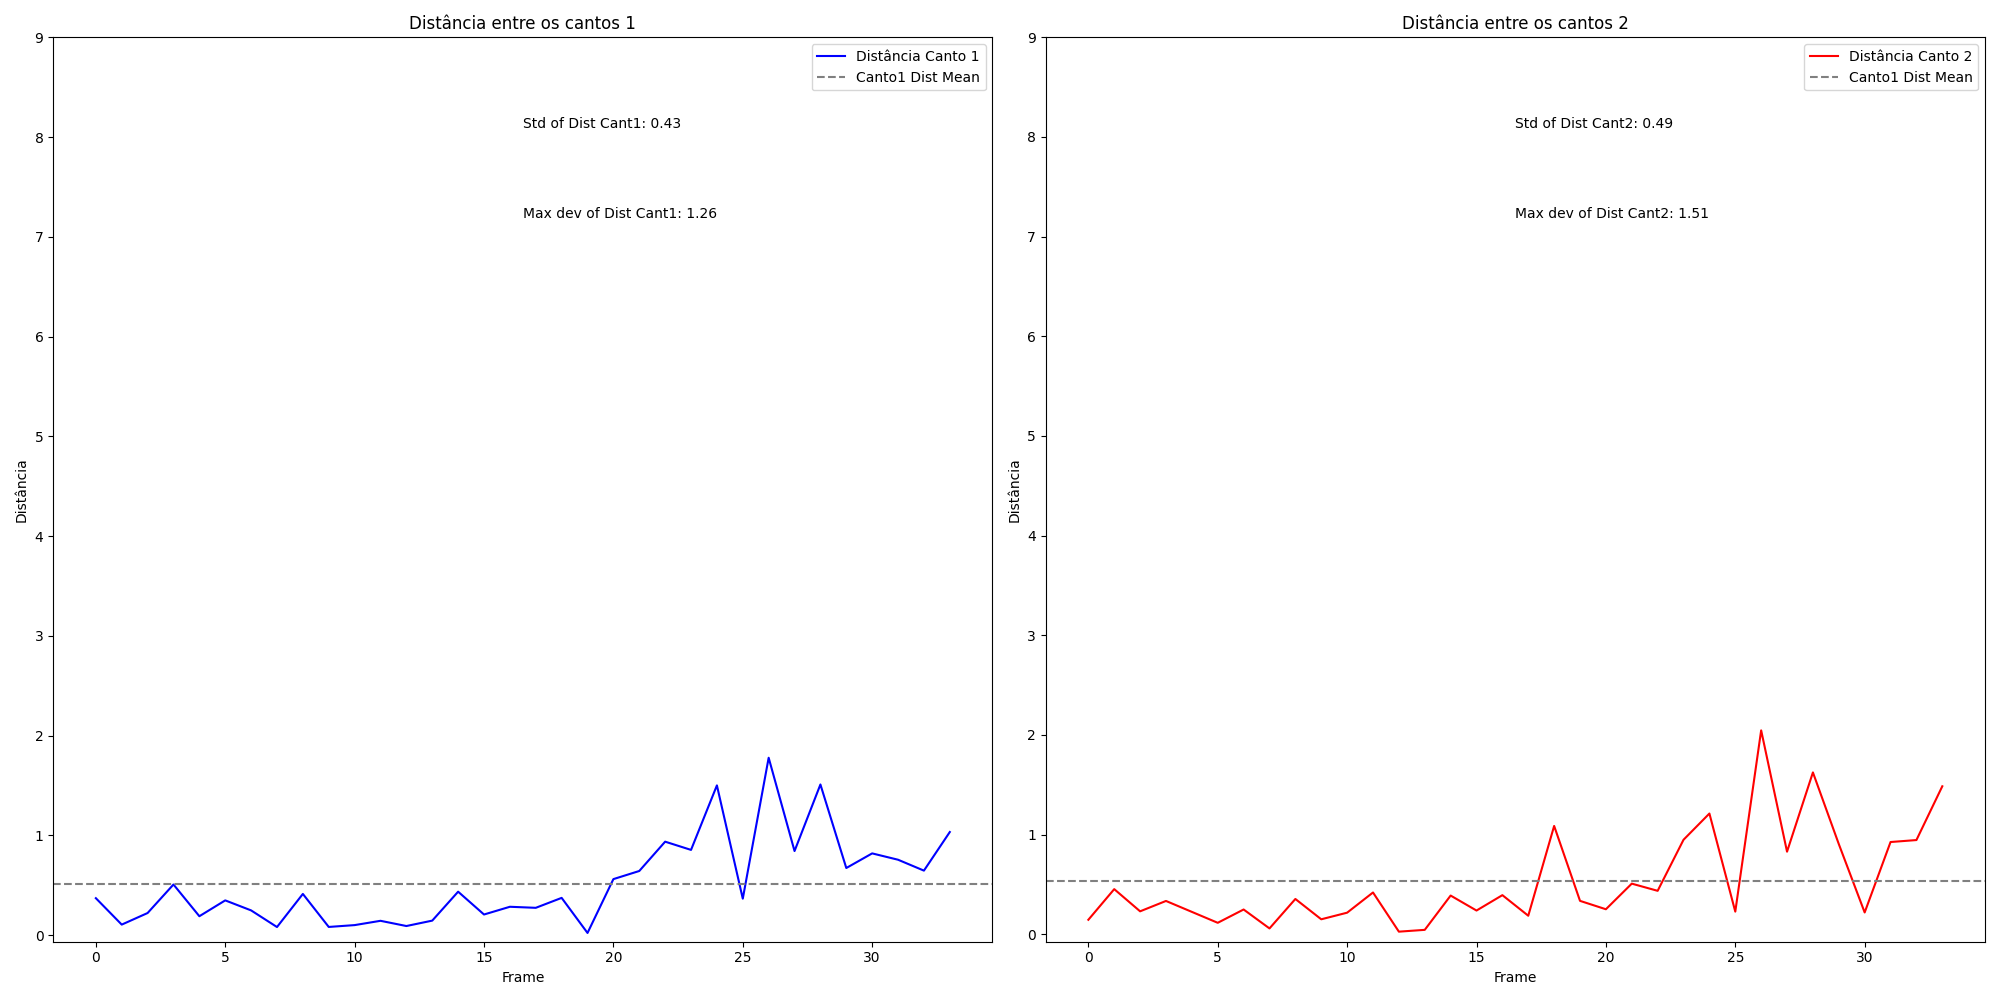 Distância entre os cantos 1
Distância Canto 1
Canto1 Dist Mean
Std of Dist Cant1: 0.43
Max dev of Dist Cant1: 1.26
Distância
9
8
7
6
5
4
3
2
1
0
0 5 10 15 20 25 30
Frame
Distância entre os cantos 2
Distância Canto 2
Canto1 Dist Mean
Std of Dist Cant2: 0.49
Max dev of Dist Cant2: 1.51
Distância
9
8
7
6
5
4
3
2
1
0
0 5 10 15 20 25 30
Frame